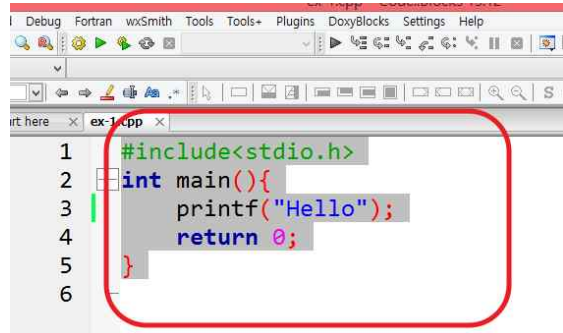 Debug Fortran wxSmith Tools Tools+ Plugins DoxyBlocks Settings Help
S
rt here × ex-1.cpp ×
1 #include<stdio.h>
2 int main(){
3 printf("Hello");
4 return 0;
5 }
6